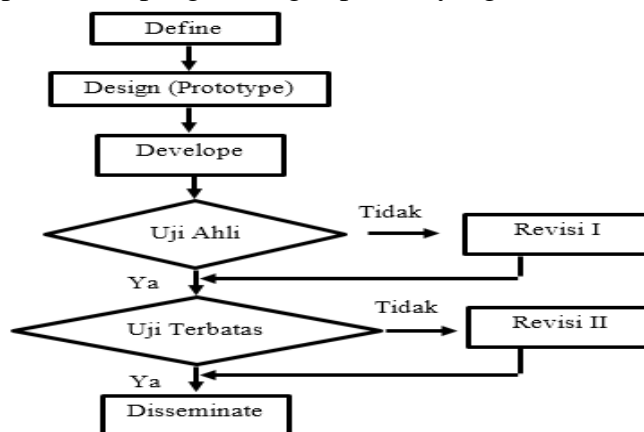 Define
Design (Prototype)
Develope
Uji Ahli
Tidak
Revisi I
Ya
Uji Terbatas
Tidak
Revisi II
Ya
Disseminate